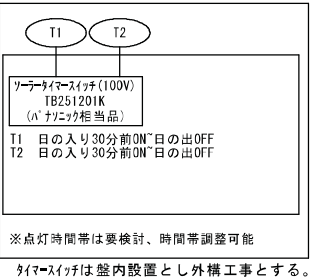 T1 T2
ソーラータイマースイッチ(100V)
TB251201K
(パナソニック相当品)
T1 日の入り30分前ON~日の出OFF
T2 日の入り30分前ON~日の出OFF
※点灯時間帯は要検討、時間帯調整可能
タイマースイッチは盤内設置とし外構工事とする。